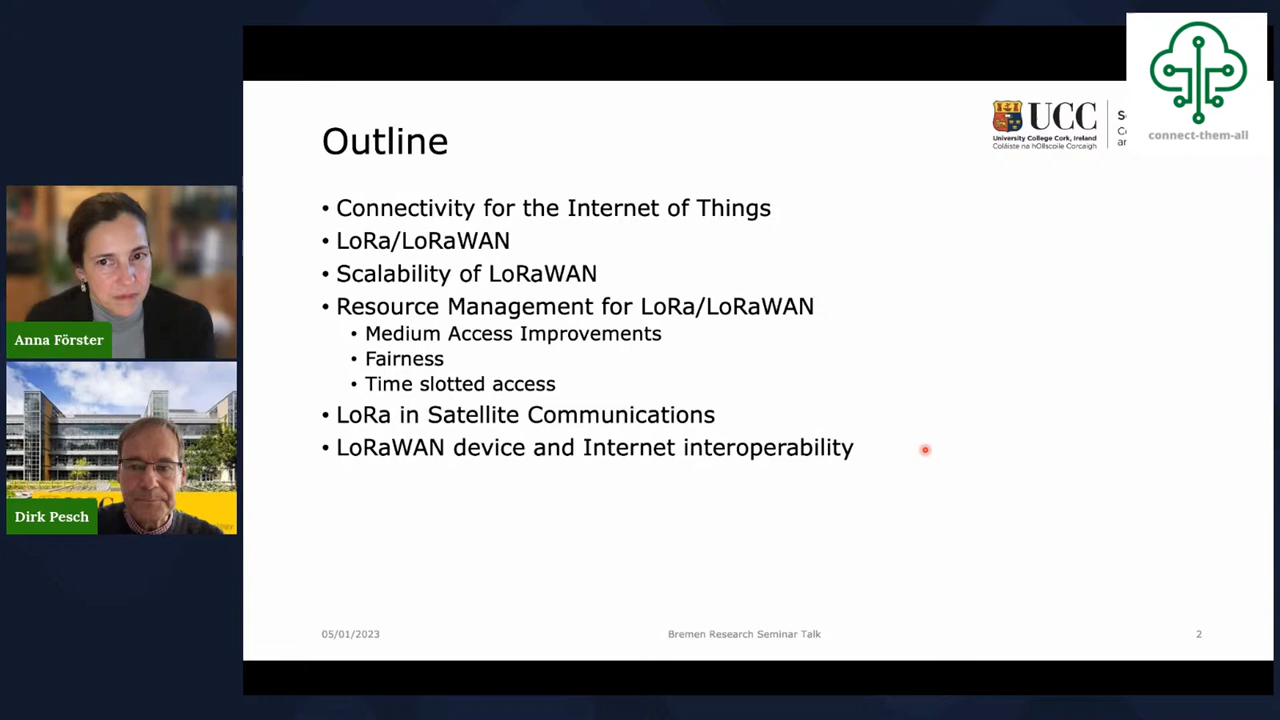 Outline
UCC
University College Cork, Ireland
Coláiste na hOllscoile Corcaigh
connect-them-all
• Connectivity for the Internet of Things
• LoRa/LoRaWAN
• Scalability of LoRaWAN
• Resource Management for LoRa/LoRaWAN
• Medium Access Improvements
• Fairness
• Time slotted access
• LoRa in Satellite Communications
• LoRaWAN device and Internet interoperability
Anna Förster
Dirk Pesch
05/01/2023
Bremen Research Seminar Talk
2